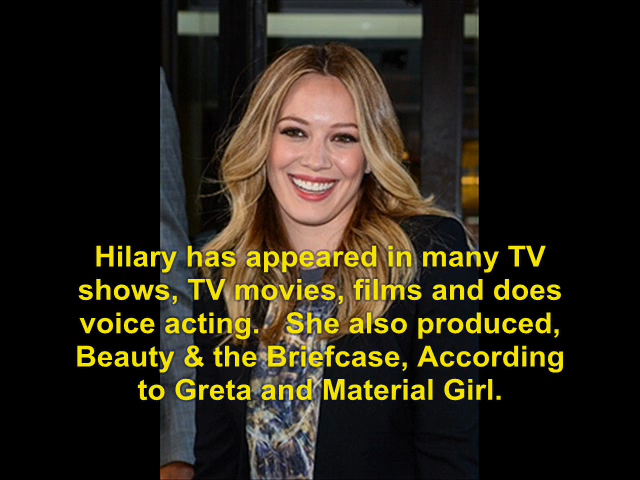 Hilary has appeared in many TV
shows, TV movies, films and does
voice acting.   She also produced,
Beauty & the Briefcase, According
to Greta and Material Girl.